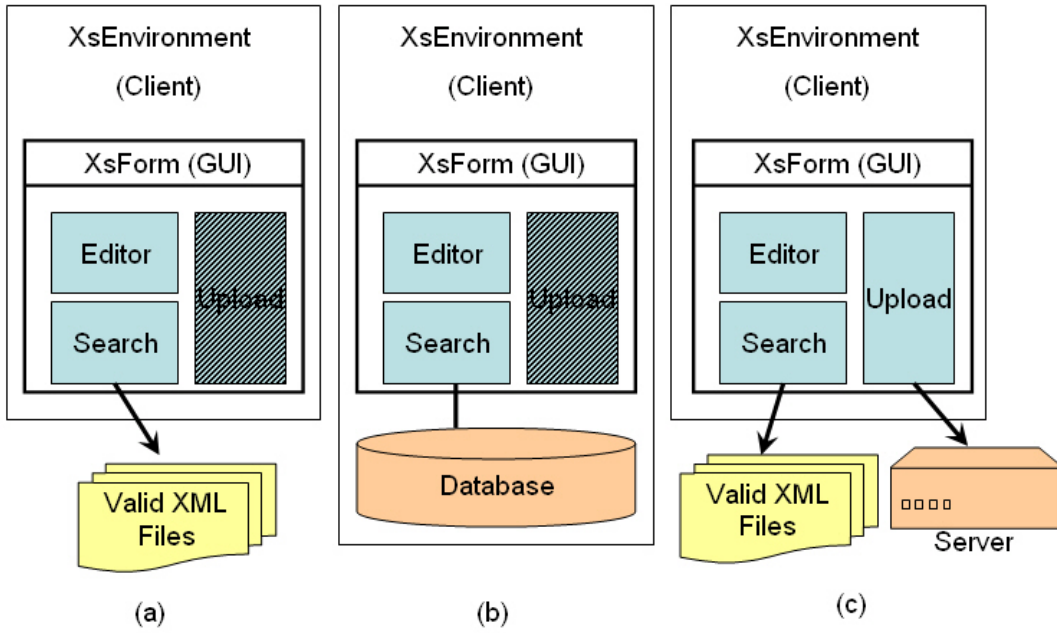 XsEnvironment
(Client)
XsForm (GUI)
Editor
Upload
Search
Valid XML
Files
(a)
XsEnvironment
(Client)
XsForm (GUI)
Editor
Upload
Search
Database
(b)
XsEnvironment
(Client)
XsForm (GUI)
Editor
Upload
Search
Valid XML
Files
Server
(c)